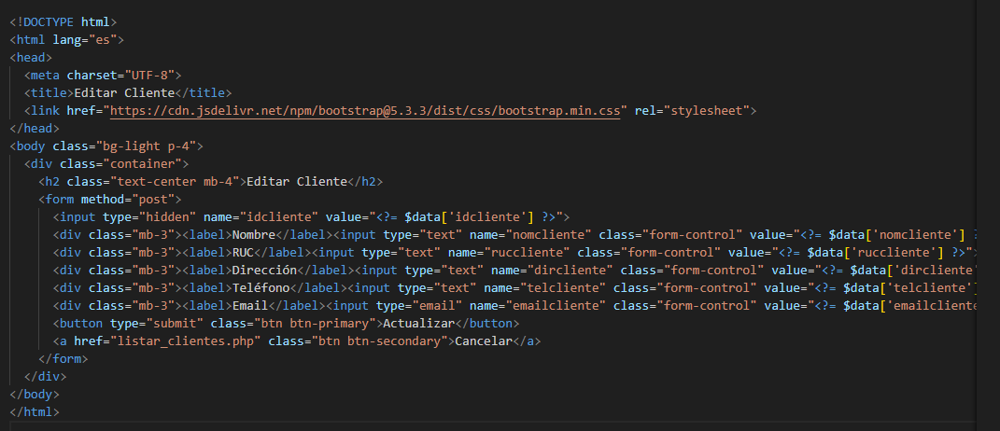 <!DOCTYPE html>
<html lang="es">
<head>
  <meta charset="UTF-8">
  <title>Editar Cliente</title>
  <link href="https://cdn.jsdelivr.net/npm/bootstrap@5.3.3/dist/css/bootstrap.min.css" rel="stylesheet">
</head>
<body class="bg-light p-4">
  <div class="container">
    <h2 class="text-center mb-4">Editar Cliente</h2>
    <form method="post">
      <input type="hidden" name="idcliente" value="<?= $data['idcliente'] ?>">
      <div class="mb-3"><label>Nombre</label><input type="text" name="nomcliente" class="form-control" value="<?= $data['nomcliente'] ?
      <div class="mb-3"><label>RUC</label><input type="text" name="ruccliente" class="form-control" value="<?= $data['ruccliente'] ?>">
      <div class="mb-3"><label>Dirección</label><input type="text" name="dircliente" class="form-control" value="<?= $data['dircliente'
      <div class="mb-3"><label>Teléfono</label><input type="text" name="telcliente" class="form-control" value="<?= $data['telcliente']
      <div class="mb-3"><label>Email</label><input type="email" name="emailcliente" class="form-control" value="<?= $data['emailcliente
      <button type="submit" class="btn btn-primary">Actualizar</button>
      <a href="listar_clientes.php" class="btn btn-secondary">Cancelar</a>
    </form>
  </div>
</body>
</html>